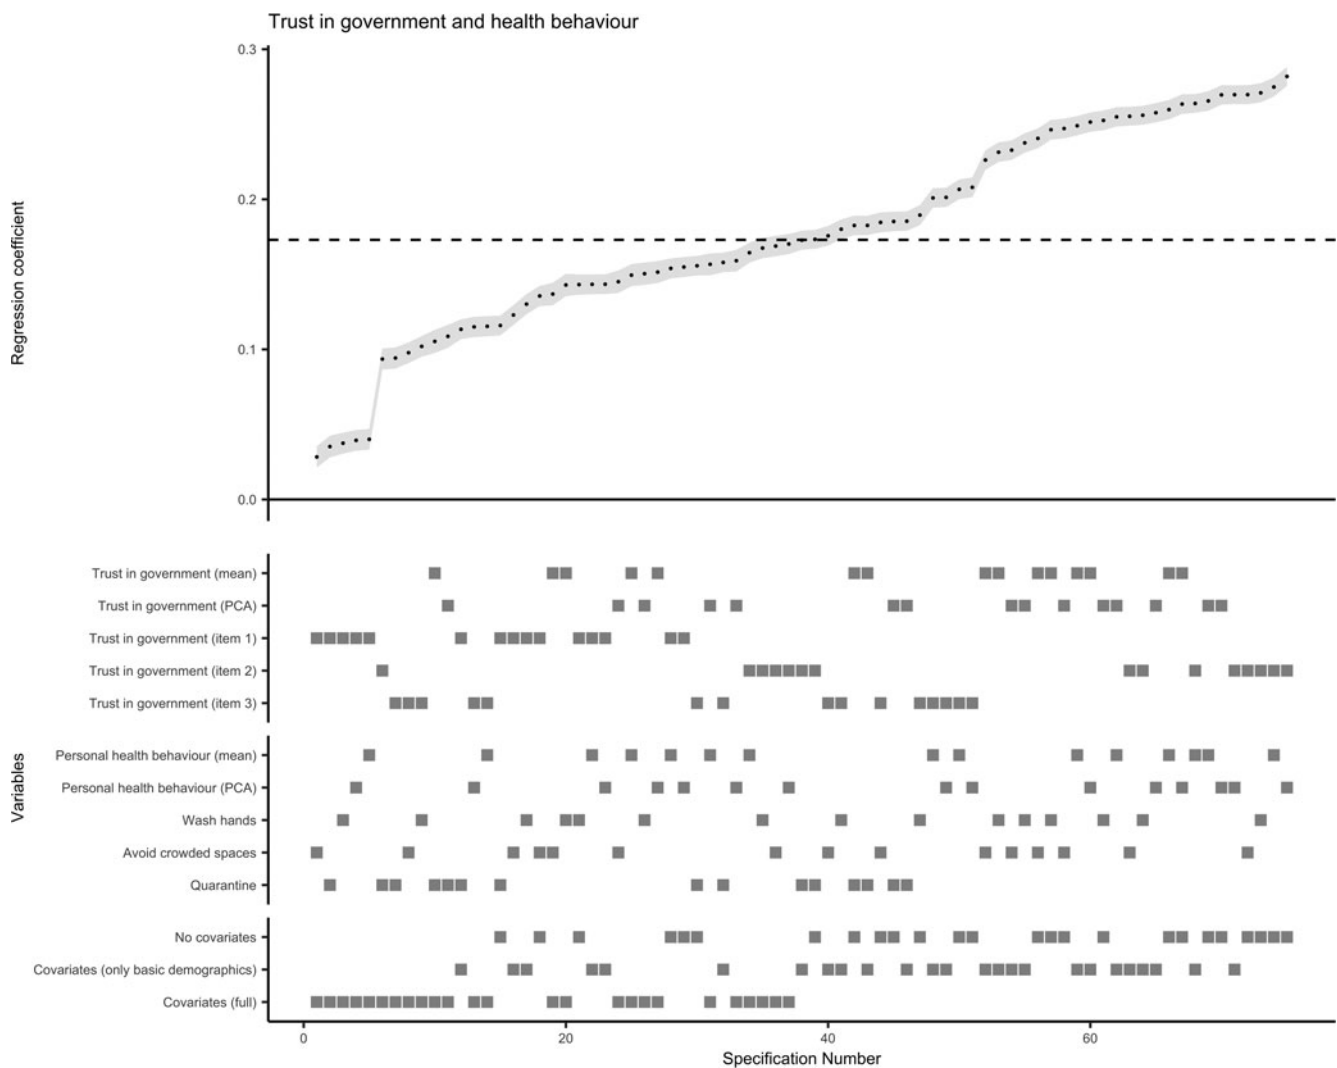 Trust in government and health behaviour
Regression coefficient
0.3
0.2
0.1
0.0
Variables
Trust in government (mean)
Trust in government (PCA)
Trust in government (item 1)
Trust in government (item 2)
Trust in government (item 3)
Personal health behaviour (mean)
Personal health behaviour (PCA)
Wash hands
Avoid crowded spaces
Quarantine
No covariates
Covariates (only basic demographics)
Covariates (full)
0 20 40 60
Specification Number